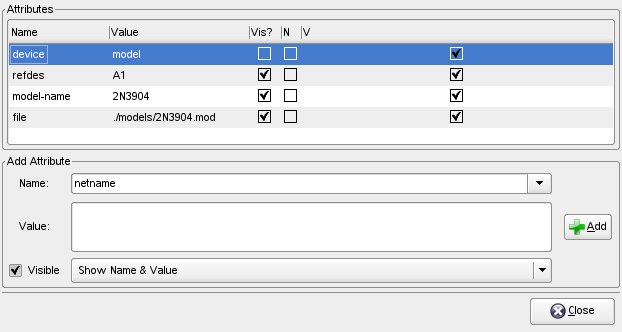 Attributes
Name Value Vis? N V
device model
refdes A1
model-name 2N3904
file ./models/2N3904.mod
Add Attribute
Name: netname
Value:
Add
Visible Show Name & Value
Close